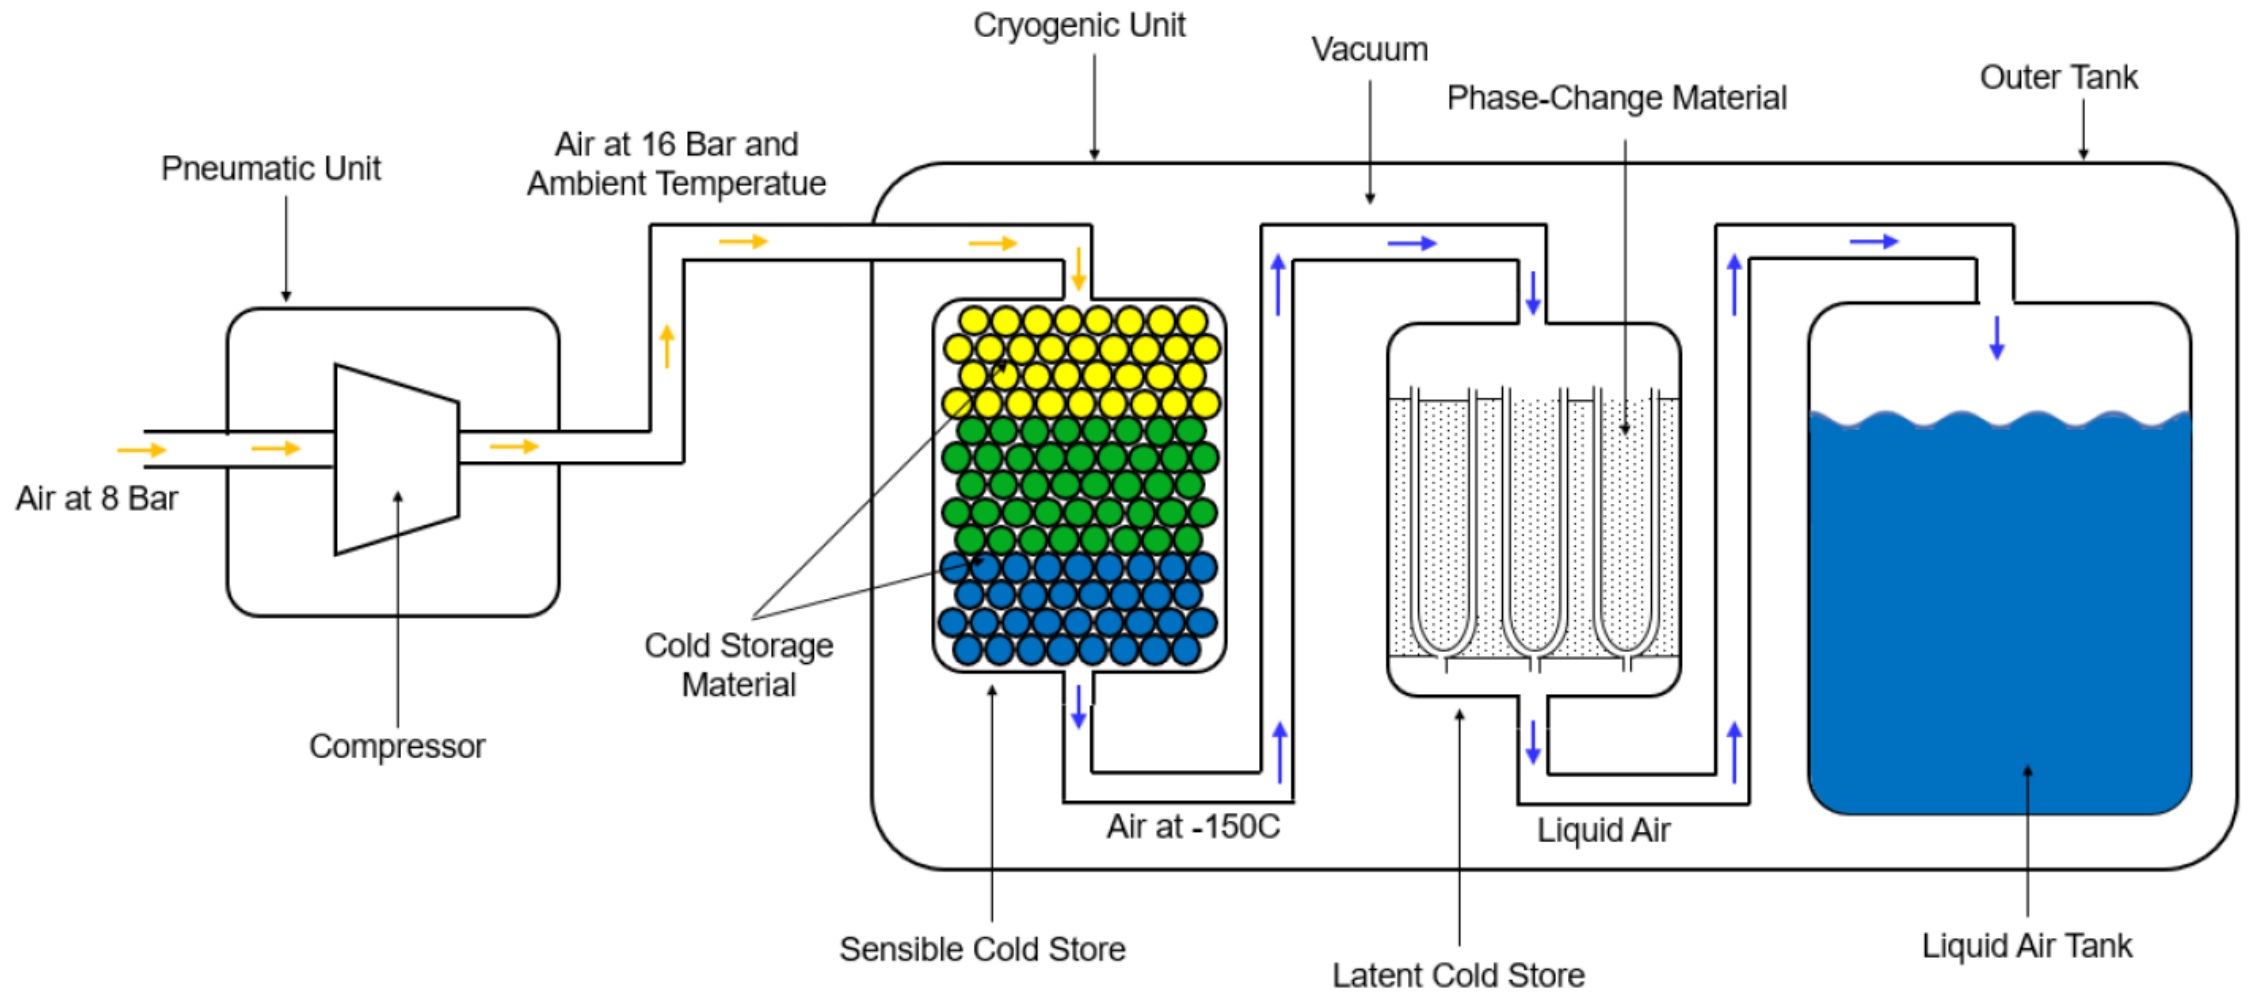 Cryogenic Unit
Vacuum
Phase-Change Material
Outer Tank
Air at 16 Bar and
Ambient Temperatue
Pneumatic Unit
Air at 8 Bar
Cold Storage
Material
Compressor
Air at -150C
Liquid Air
Sensible Cold Store
Latent Cold Store
Liquid Air Tank